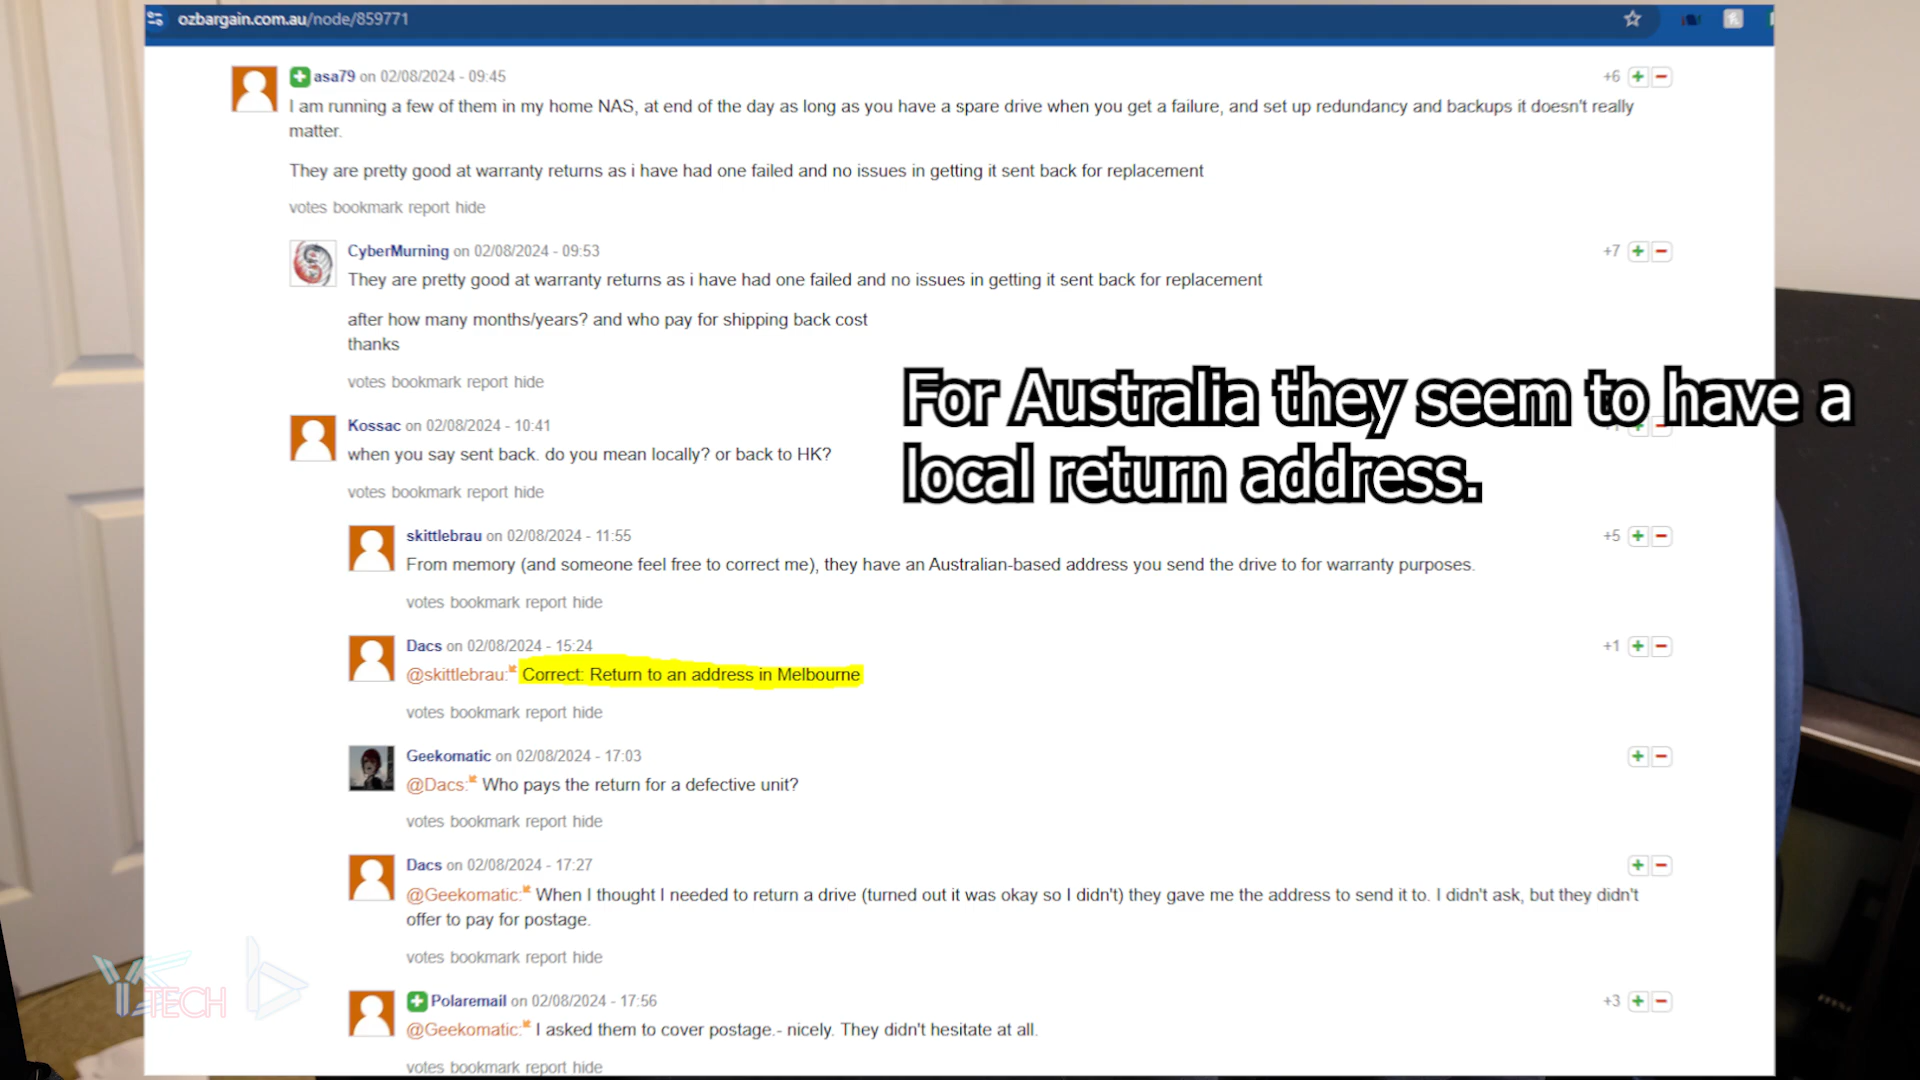 ozbargain.com.au/node/859771
asa79 on 02/08/2024 - 09:45
+6
I am running a few of them in my home NAS, at end of the day as long as you have a spare drive when you get a failure, and set up redundancy and backups it doesn't really
matter.
They are pretty good at warranty returns as i have had one failed and no issues in getting it sent back for replacement
votes bookmark report hide
CyberMurning on 02/08/2024 - 09:53
+7
They are pretty good at warranty returns as i have had one failed and no issues in getting it sent back for replacement
after how many months/years? and who pay for shipping back cost
thanks
votes bookmark report hide
For Australia they seem to have a
local return address.
Kossac on 02/08/2024 - 10:41
when you say sent back. do you mean locally? or back to HK?
votes bookmark report hide
skittlebrau on 02/08/2024 - 11:55
+5
From memory (and someone feel free to correct me), they have an Australian-based address you send the drive to for warranty purposes.
votes bookmark report hide
Dacs on 02/08/2024 - 15:24
+1
@skittlebrau: Correct: Return to an address in Melbourne
votes bookmark report hide
Geekomatic on 02/08/2024 - 17:03
@Dacs: Who pays the return for a defective unit?
votes bookmark report hide
Dacs on 02/08/2024 - 17:27
@Geekomatic: When I thought I needed to return a drive (turned out it was okay so I didn't) they gave me the address to send it to. I didn't ask, but they didn't
offer to pay for postage.
votes bookmark report hide
Polaremail on 02/08/2024 - 17:56
+3
@Geekomatic: I asked them to cover postage.- nicely. They didn't hesitate at all.
votes bookmark report hide
TECH